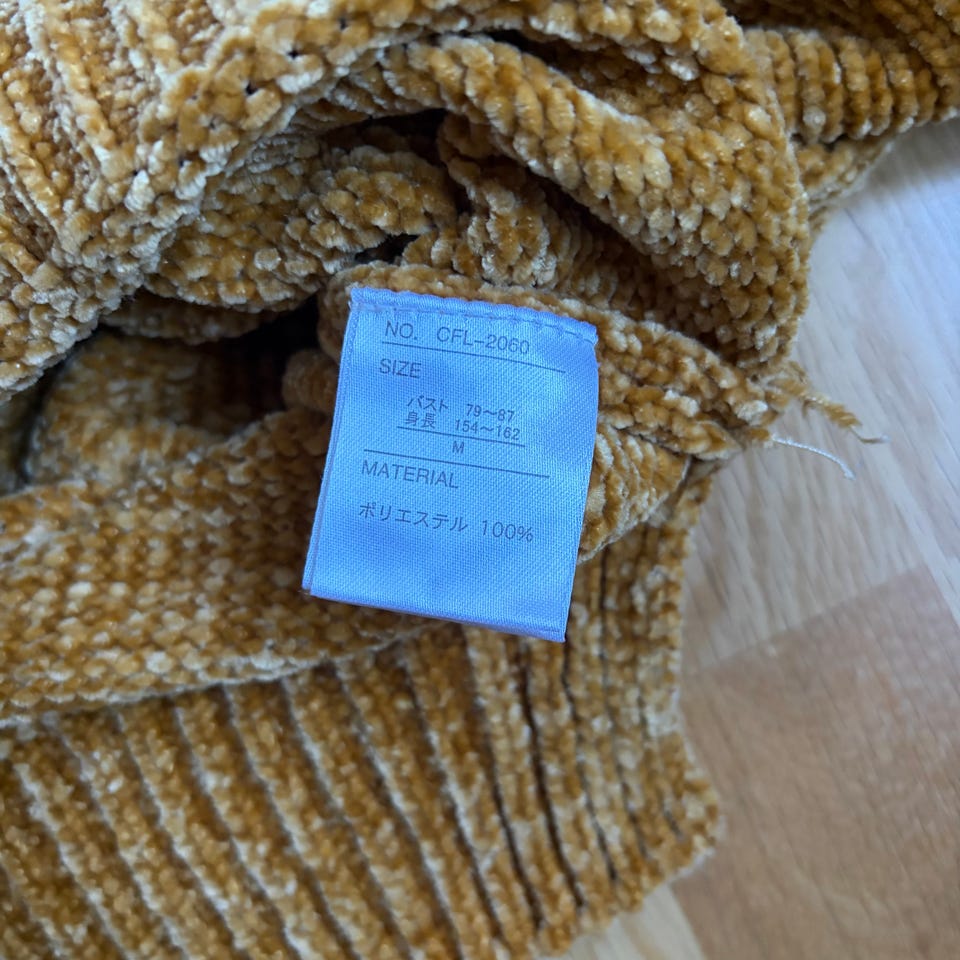 NO. CFL-2060
SIZE
バスト 79～87
身長 154～162
M
MATERIAL
ポリエステル 100%